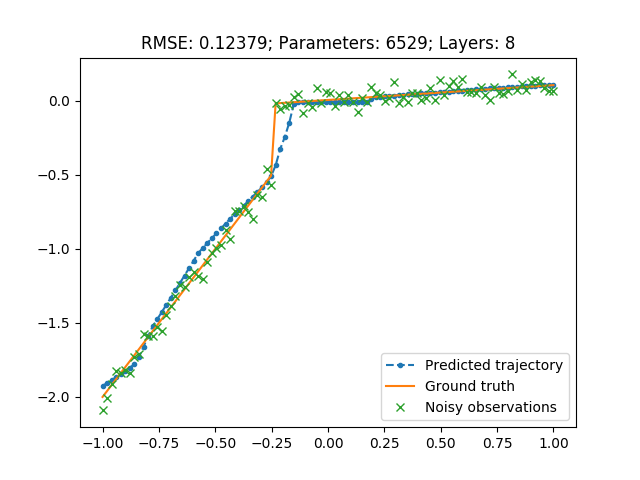 RMSE: 0.12379; Parameters: 6529; Layers: 8
0.0
−0.5
−1.0
−1.5
−2.0
Predicted trajectory
Ground truth
Noisy observations
−1.00 −0.75 −0.50 −0.25 0.00 0.25 0.50 0.75 1.00